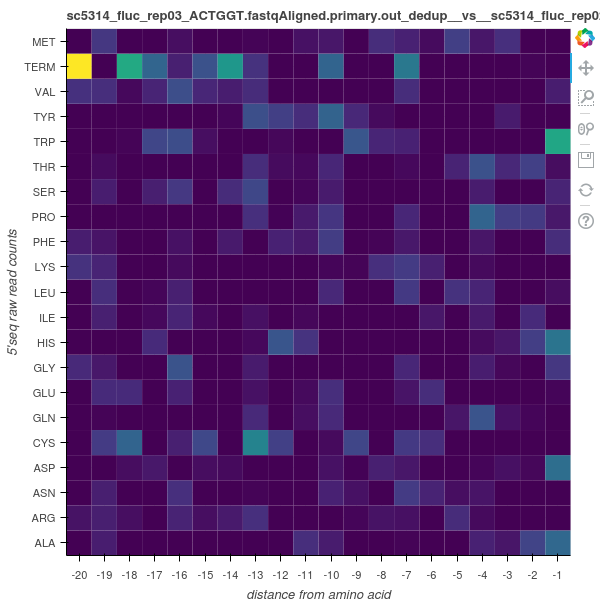 sc5314_fluc_rep03_ACTGGT.fastqAligned.primary.out_dedup__vs__sc5314_fluc_rep0
MET
TERM
VAL
TYR
TRP
THR
SER
PRO
PHE
LYS
LEU
ILE
HIS
GLY
GLU
GLN
CYS
ASP
ASN
ARG
ALA
5'seq raw read counts
-20 -19 -18 -17 -16 -15 -14 -13 -12 -11 -10 -9 -8 -7 -6 -5 -4 -3 -2 -1
distance from amino acid